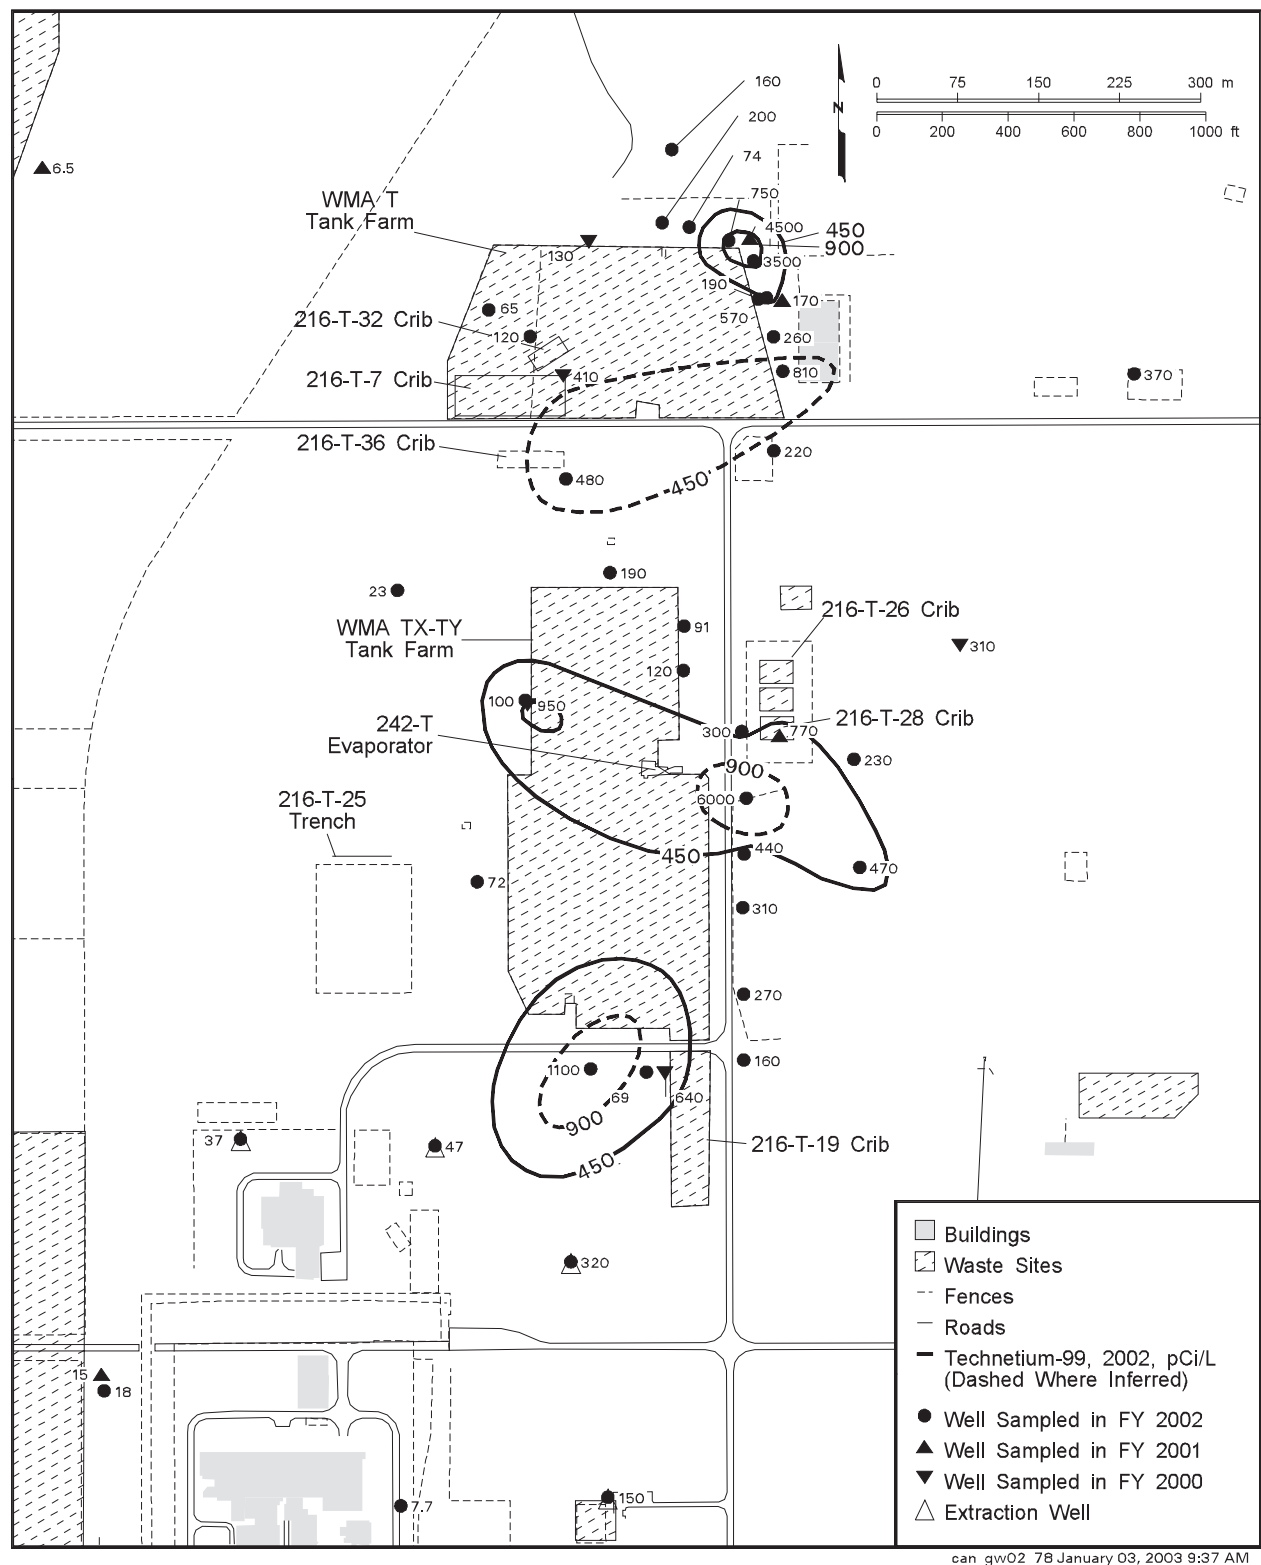 0 75 150 225 300 m
0 200 400 600 800 1000 ft
N
160
200
74
750
6.5
WMA T
Tank Farm
4500
450
900
130
3500
190
170
570
65
216-T-32 Crib
120
260
216-T-7 Crib
410
810
370
216-T-36 Crib
220
480
450
190
23
91
216-T-26 Crib
WMA TX-TY
Tank Farm
310
120
100
950
242-T
Evaporator
300
770
216-T-28 Crib
230
900
6000
216-T-25
Trench
440
450
470
72
310
270
160
1100
69
640
900
450
216-T-19 Crib
37
47
320
15
18
7.7
150
Buildings
Waste Sites
Fences
Roads
Technetium-99, 2002, pCi/L
(Dashed Where Inferred)
Well Sampled in FY 2002
Well Sampled in FY 2001
Well Sampled in FY 2000
Extraction Well
can_gw02_78 January 03, 2003 9:37 AM